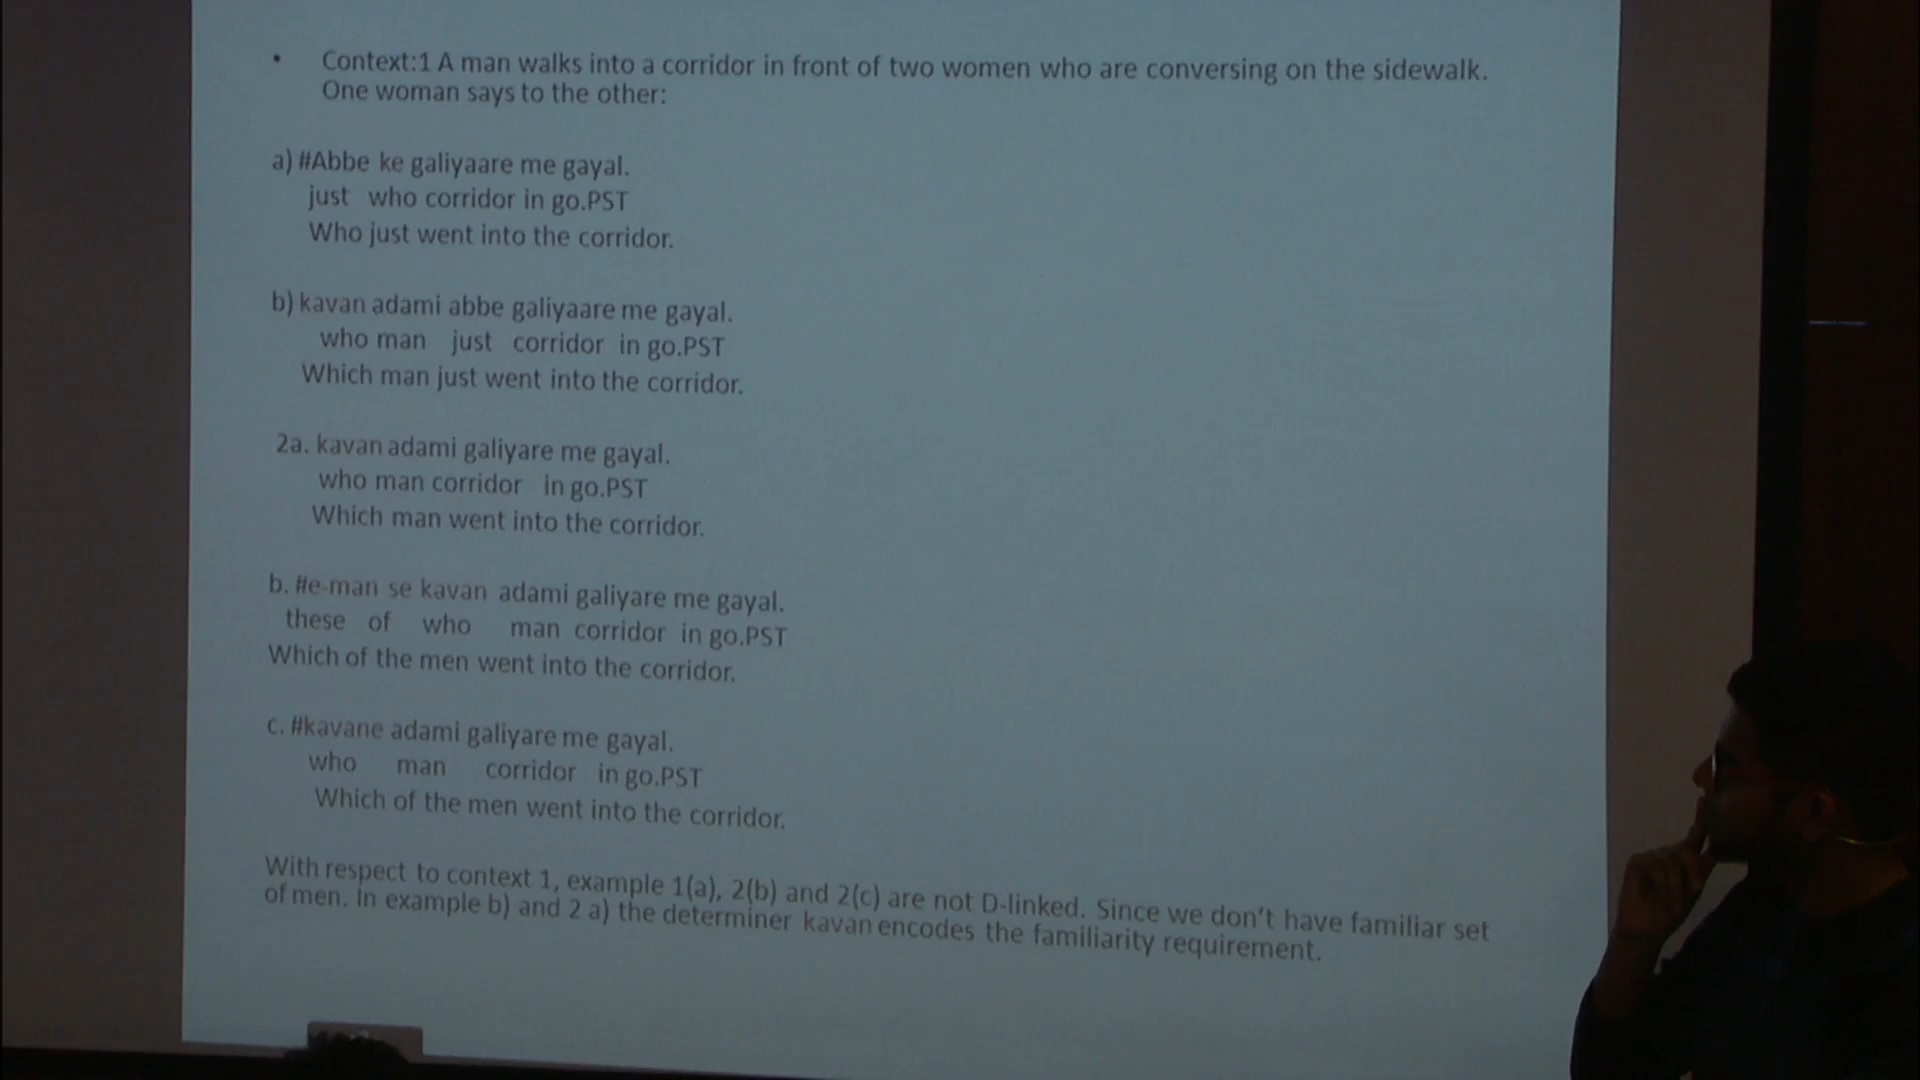 • Context:1 A man walks into a corridor in front of two women who are conversing on the sidewalk.
One woman says to the other:
a) #Abbe ke galiyaare me gayal.
just who corridor in go.PST
Who just went into the corridor.
b) kavan adami abbe galiyaare me gayal.
who man just corridor in go.PST
Which man just went into the corridor.
2a. kavan adami galiyare me gayal.
who man corridor in go.PST
Which man went into the corridor.
b. #e-man se kavan adami galiyare me gayal.
these of who man corridor in go.PST
Which of the men went into the corridor.
c. #kavane adami galiyare me gayal.
who man corridor in go.PST
Which of the men went into the corridor.
With respect to context 1, example 1(a), 2(b) and 2(c) are not D-linked. Since we don't have familiar set
of men. In example b) and 2 a) the determiner kavan encodes the familiarity requirement.